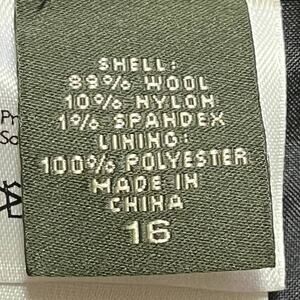 SHELL:
89% WOOL
10% NYLON
1% SPANDEX
LINING:
100% POLYESTER
MADE IN
CHINA
16